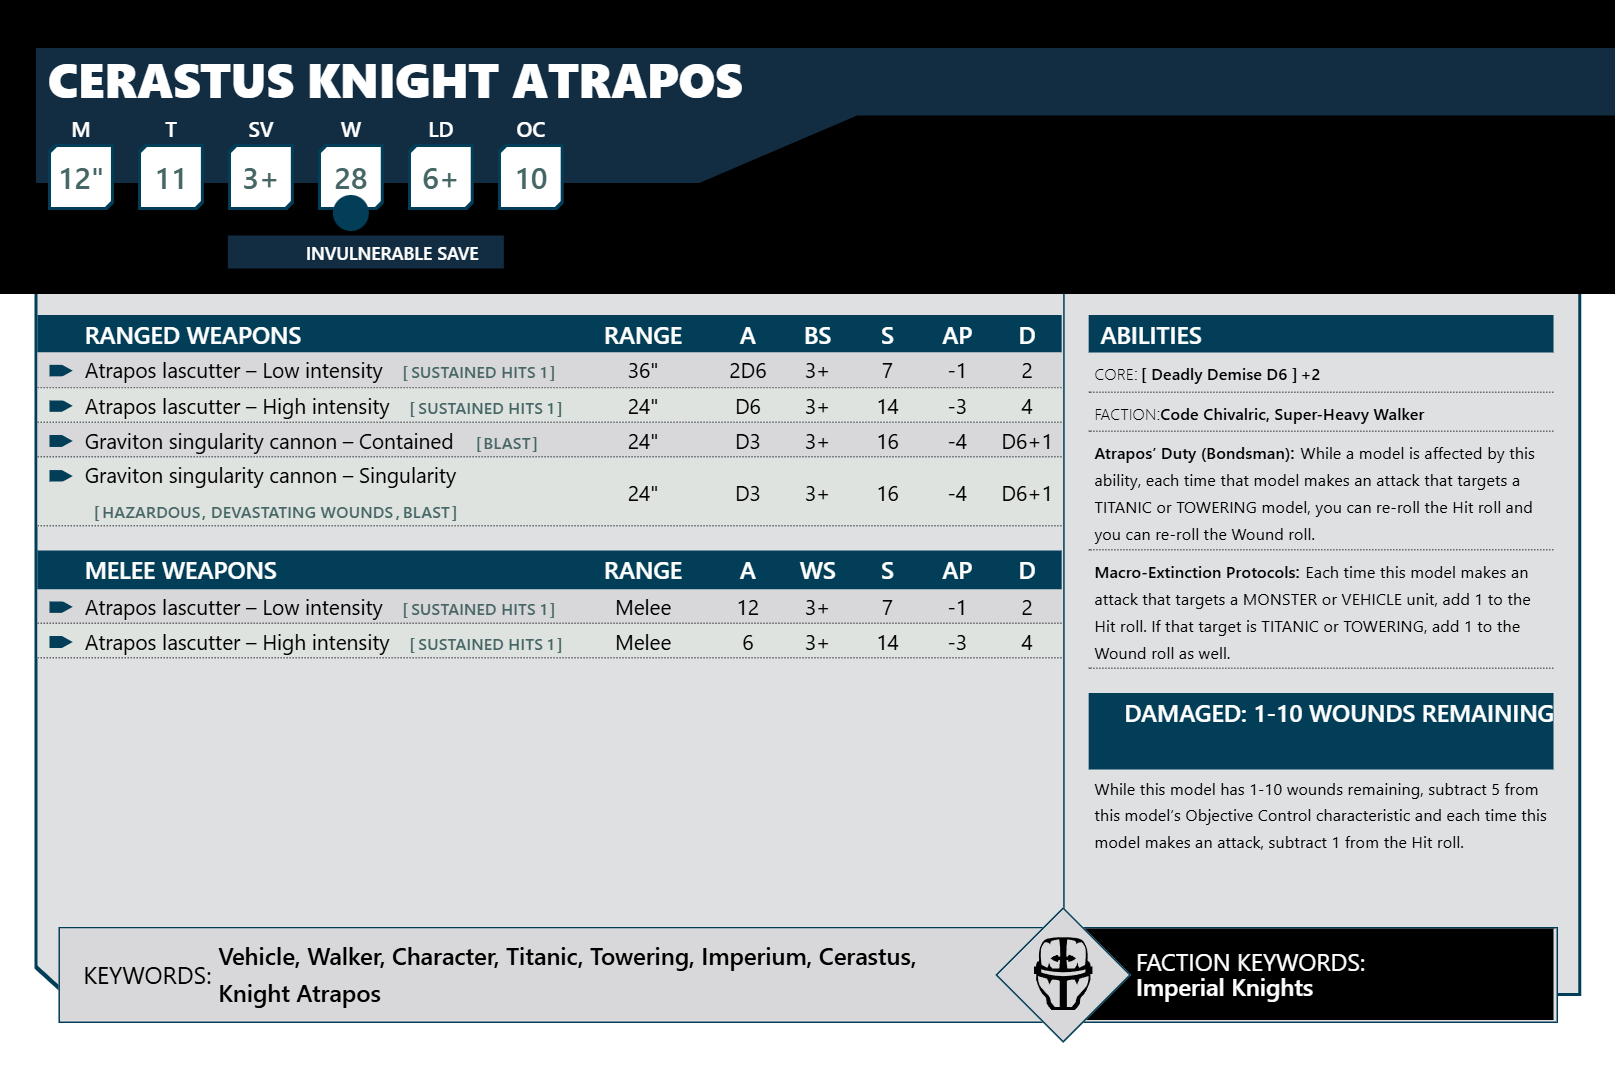 CERASTUS KNIGHT ATRAPOS
M T SV W LD OC
12" 11 3+ 28 6+ 10
INVULNERABLE SAVE
RANGED WEAPONS RANGE A BS S AP D
Atrapos lascutter – Low intensity [SUSTAINED HITS 1] 36" 2D6 3+ 7 -1 2
Atrapos lascutter – High intensity [SUSTAINED HITS 1] 24" D6 3+ 14 -3 4
Graviton singularity cannon – Contained [BLAST] 24" D3 3+ 16 -4 D6+1
Graviton singularity cannon – Singularity
24" D3 3+ 16 -4 D6+1
[HAZARDOUS, DEVASTATING WOUNDS, BLAST]
MELEE WEAPONS RANGE A WS S AP D
Atrapos lascutter – Low intensity [SUSTAINED HITS 1] Melee 12 3+ 7 -1 2
Atrapos lascutter – High intensity [SUSTAINED HITS 1] Melee 6 3+ 14 -3 4
ABILITIES
CORE: [ Deadly Demise D6 ] +2
FACTION:Code Chivalric, Super-Heavy Walker
Atrapos’ Duty (Bondsman): While a model is affected by this
ability, each time that model makes an attack that targets a
TITANIC or TOWERING model, you can re-roll the Hit roll and
you can re-roll the Wound roll.
Macro-Extinction Protocols: Each time this model makes an
attack that targets a MONSTER or VEHICLE unit, add 1 to the
Hit roll. If that target is TITANIC or TOWERING, add 1 to the
Wound roll as well.
DAMAGED: 1-10 WOUNDS REMAINING
While this model has 1-10 wounds remaining, subtract 5 from
this model’s Objective Control characteristic and each time this
model makes an attack, subtract 1 from the Hit roll.
KEYWORDS: Vehicle, Walker, Character, Titanic, Towering, Imperium, Cerastus,
Knight Atrapos
FACTION KEYWORDS:
Imperial Knights